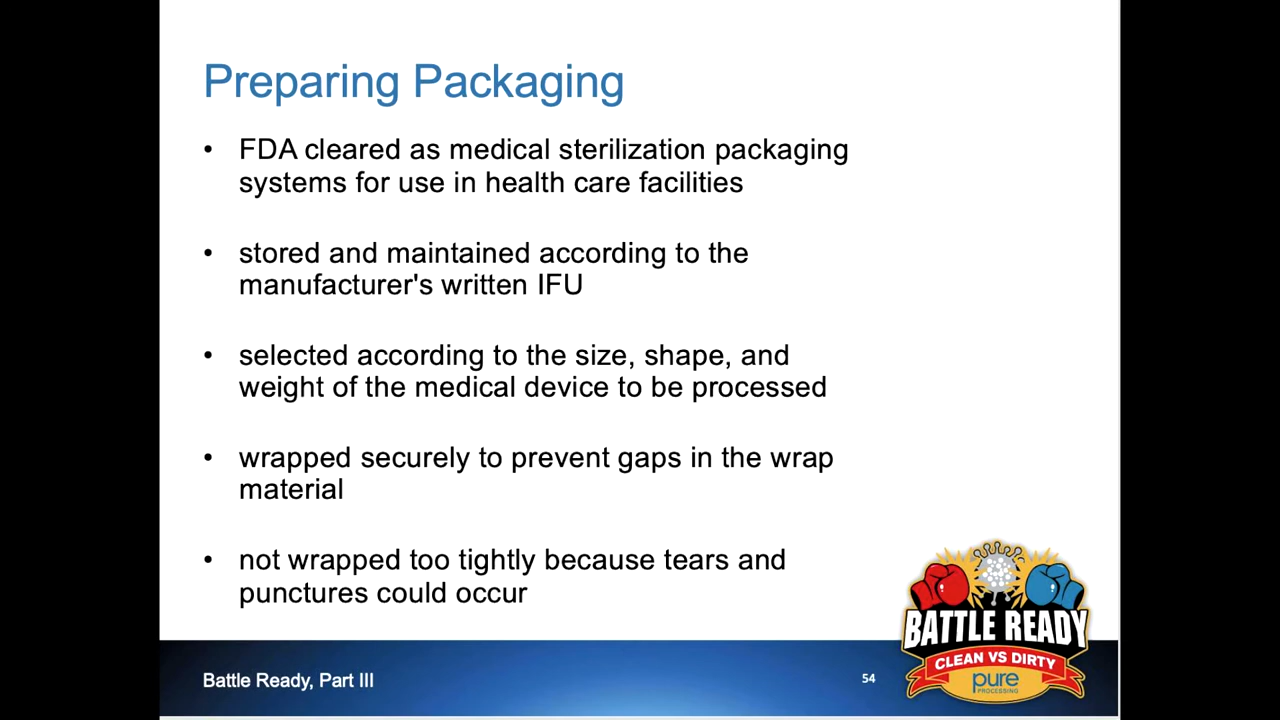 Preparing Packaging
• FDA cleared as medical sterilization packaging
systems for use in health care facilities
• stored and maintained according to the
manufacturer's written IFU
• selected according to the size, shape, and
weight of the medical device to be processed
• wrapped securely to prevent gaps in the wrap
material
• not wrapped too tightly because tears and
punctures could occur
BATTLE READY
CLEAN VS DIRTY
pure
PROCESSING
Battle Ready, Part III
54